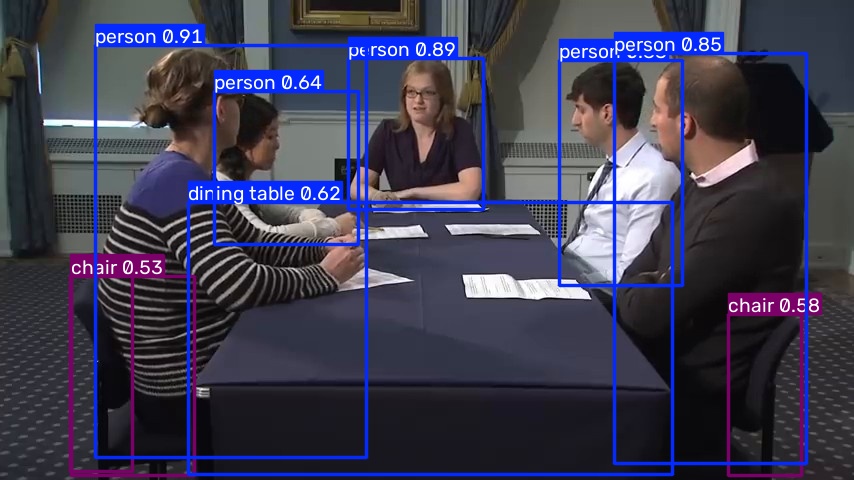 person 0.91
person 0.89
person
person 0.85
person 0.64
dining table 0.62
chair 0.53
chair 0.58